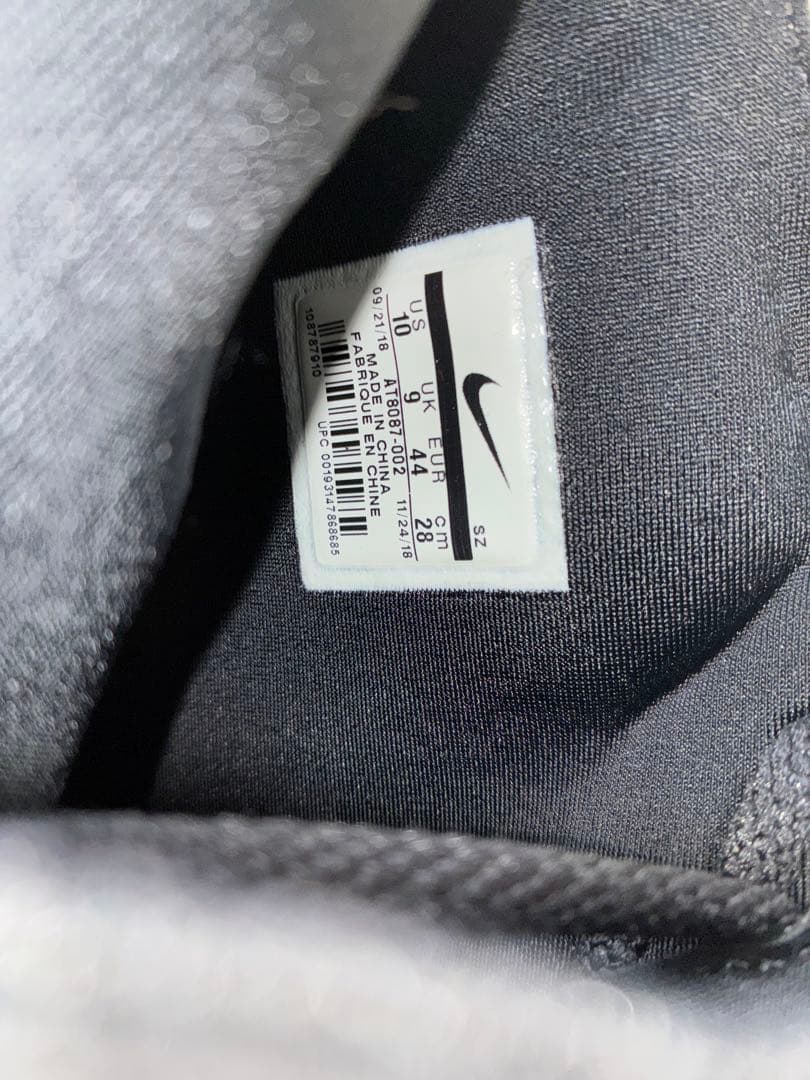 SZ
US UK EUR cm
10 9 44 28
09/21/18 AT8087-002 11/24/18
MADE IN CHINA
FABRIQUE EN CHINE
UPC 00193147868685
108787910